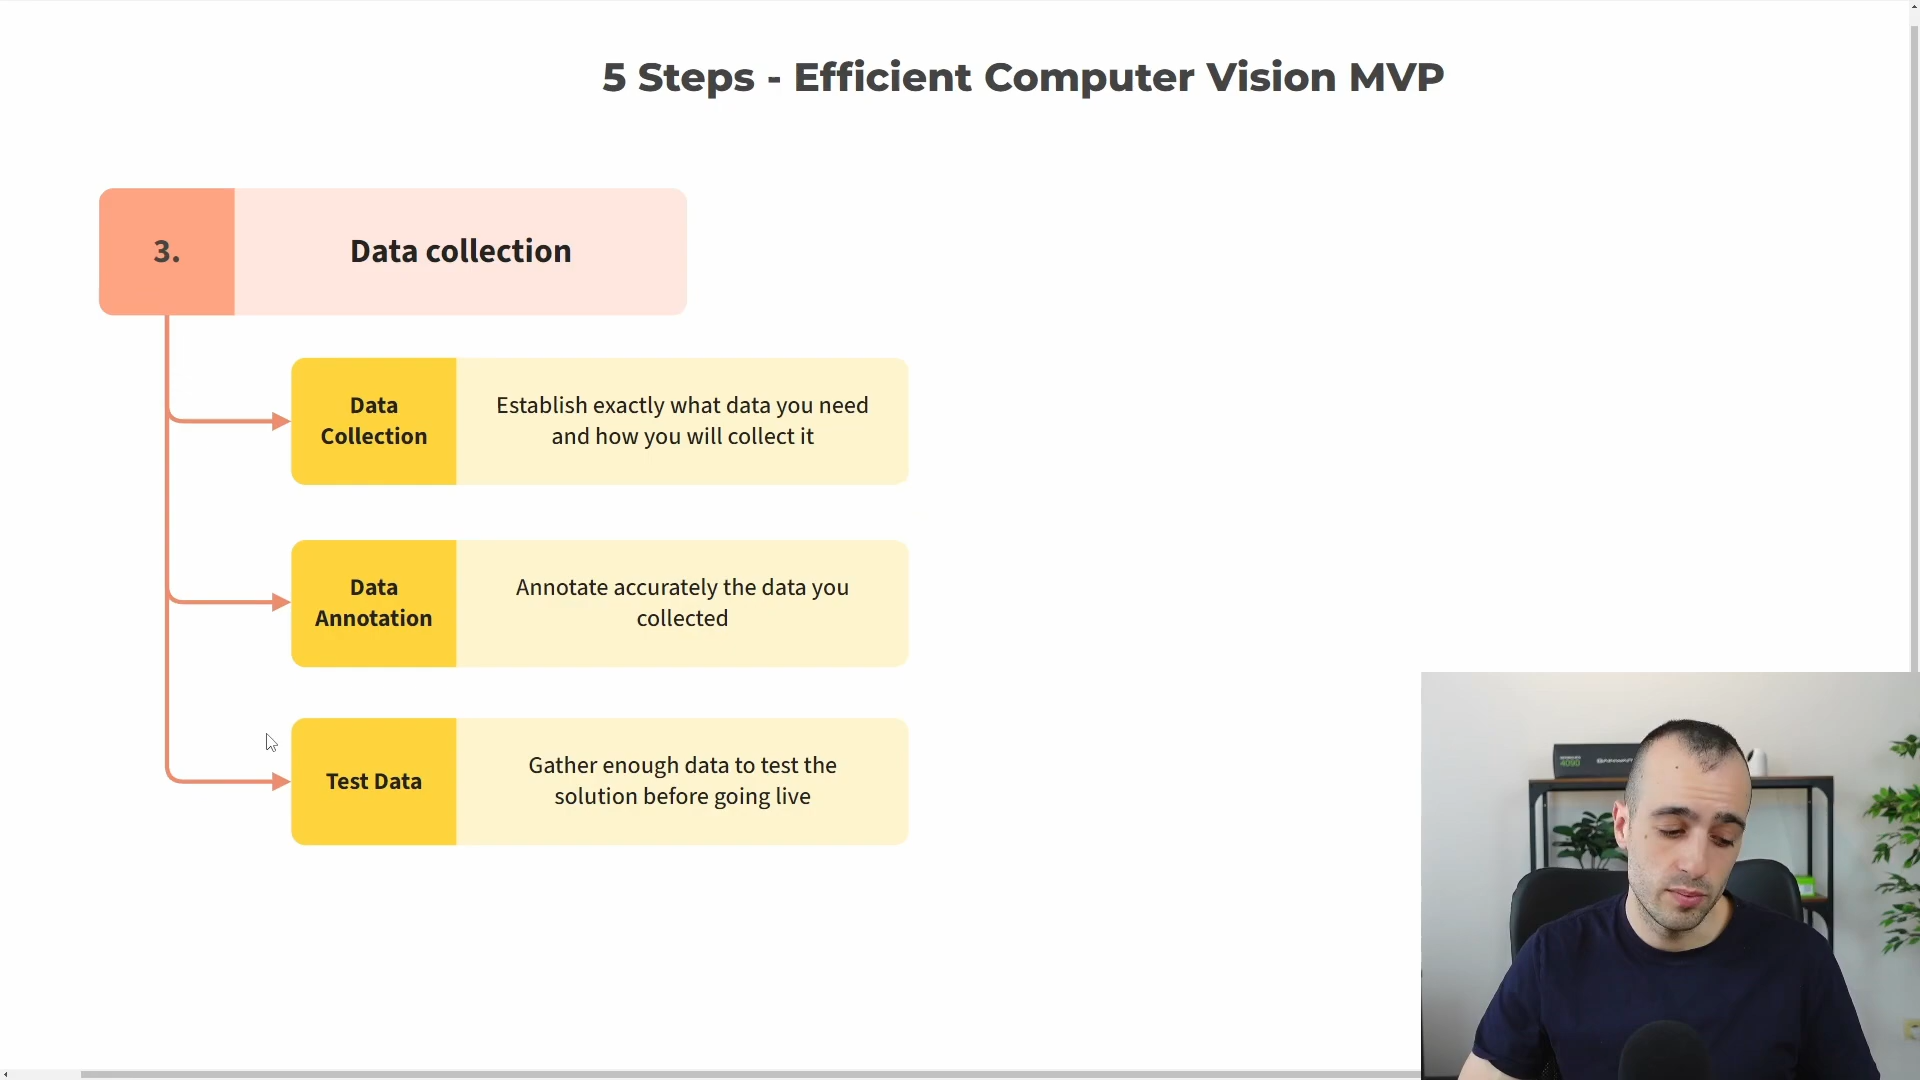 5 Steps - Efficient Computer Vision MVP
3.
Data collection
Data
Collection
Establish exactly what data you need
and how you will collect it
Data
Annotation
Annotate accurately the data you
collected
Test Data
Gather enough data to test the
solution before going live
4090